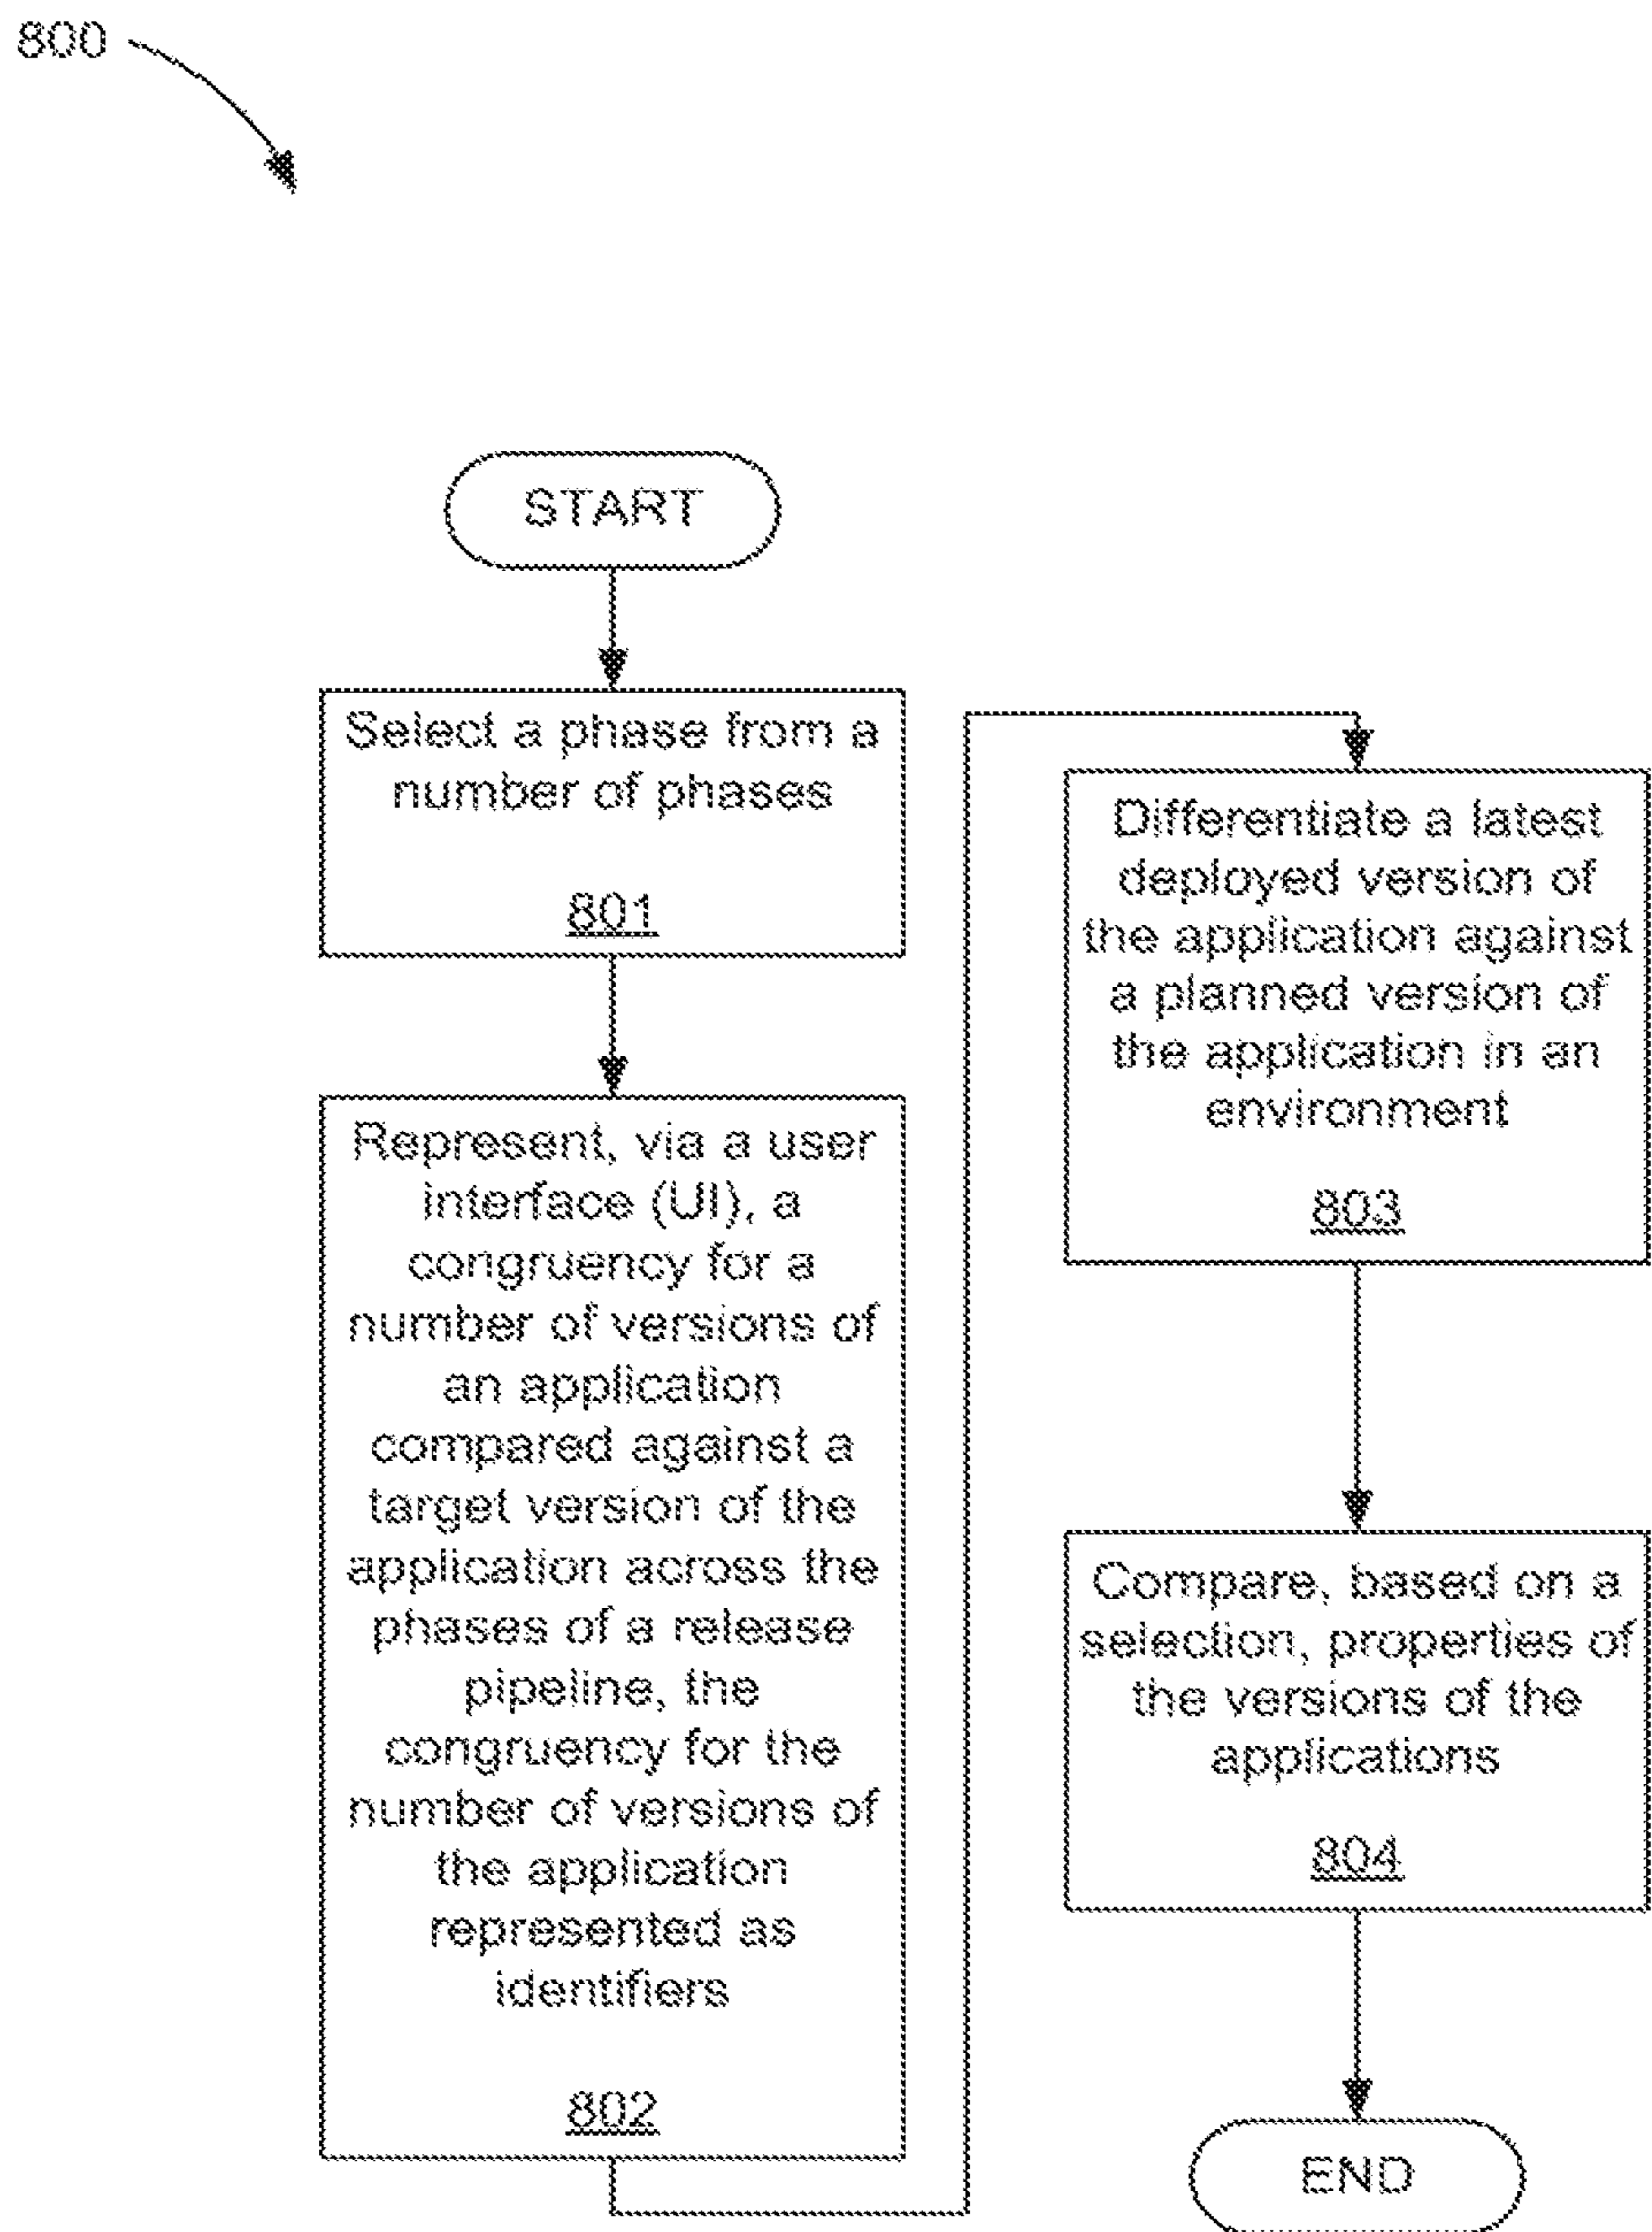 800
START
Select a phase from a
number of phases
801
Represent, via a user
interface (UI), a
congruency for a
number of versions of
an application
compared against a
target version of the
application across the
phases of a release
pipeline, the
congruency for the
number of versions of
the application
represented as
identifiers
802
Differentiate a latest
deployed version of
the application against
a planned version of
the application in an
environment
803
Compare, based on a
selection, properties of
the versions of the
applications
804
END